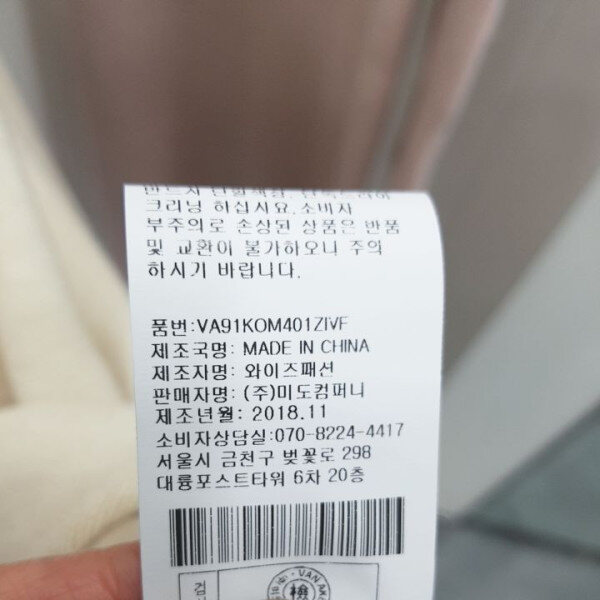 크리닝 하십시요.소비자
부주의로 손상된 상품은 반품
및 교환이 불가하오니 주의
하시기 바랍니다.
품번:VA91KOM401ZIVF
제조국명: MADE IN CHINA
제조자명: 와이즈패션
판매자명: (주)미도컴퍼니
제조년월: 2018.11
소비자상담실:070-8224-4417
서울시 금천구 벚꽃로 298
대륭포스트타워 6차 20층
檢